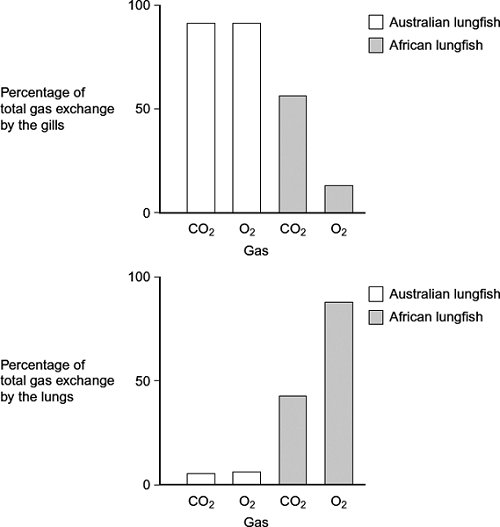 100
Australian lungfish
African lungfish
Percentage of
total gas exchange
by the gills
50
0
CO₂ O₂ CO₂ O₂
Gas
100
Australian lungfish
African lungfish
Percentage of
total gas exchange
by the lungs
50
0
CO₂ O₂ CO₂ O₂
Gas